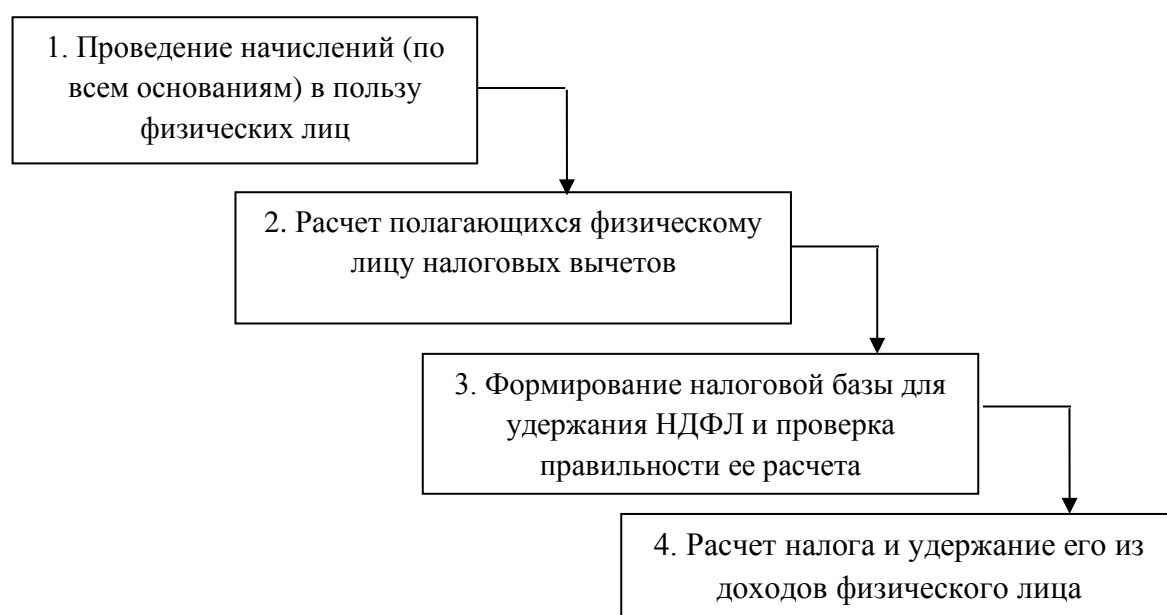 1. Проведение начислений (по
всем основаниям) в пользу
физических лиц
2. Расчет полагающихся физическому
лицу налоговых вычетов
3. Формирование налоговой базы для
удержания НДФЛ и проверка
правильности ее расчета
4. Расчет налога и удержание его из
доходов физического лица